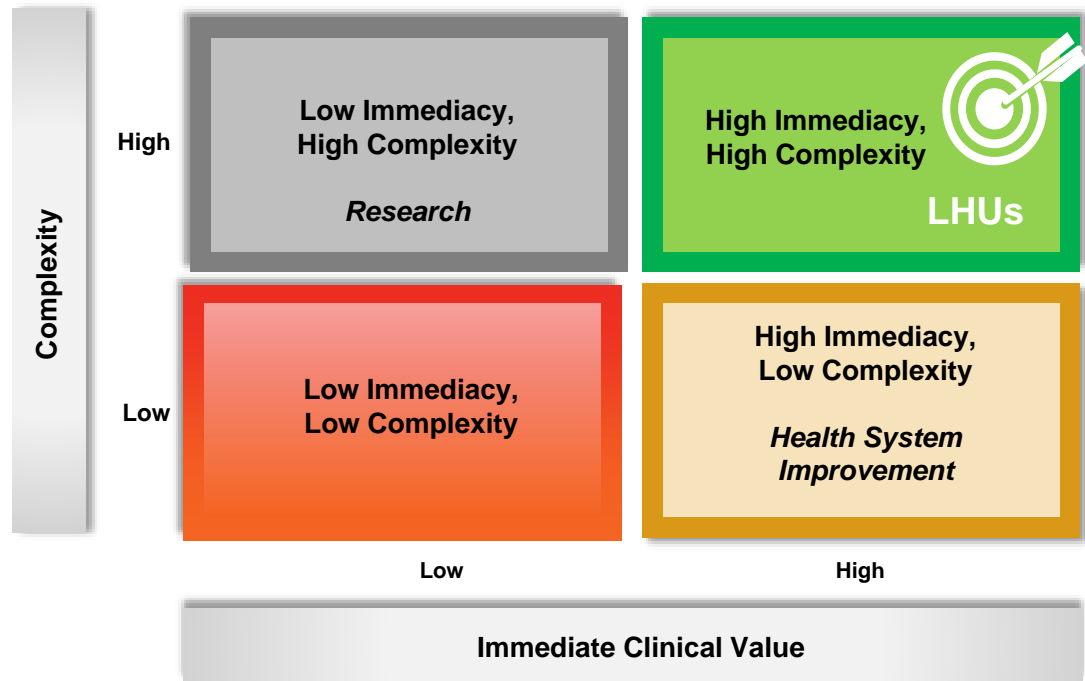 Complexity
High
Low
Low Immediacy,
High Complexity
Research
High Immediacy,
High Complexity
LHUs
Low Immediacy,
Low Complexity
High Immediacy,
Low Complexity
Health System
Improvement
Low
High
Immediate Clinical Value